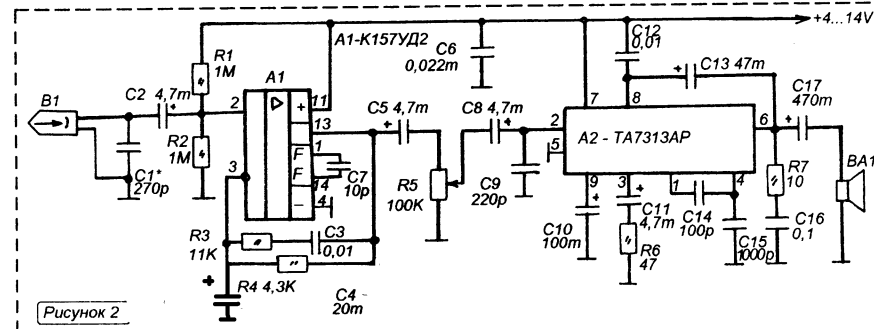 +4...14V
A1-К157УД2
C6
0,022m
C12
0,01
C13 47m
C17
470m
R1
1M
A1
B1
C2 4,7m
+
2
+
11
13
1
F
F
14
–
4
C5 4,7m
+
C8 4,7m
+
7
8
+
2
5
A2 - TA7313AP
6
+
C1*
270p
R2
1M
3
C7
10p
R5
100K
C9
220p
9
3
1
4
R7
10
BA1
+
C10
100m
+
C11
4,7m
C14
100p
C15
1000p
C16
0,1
R6
47
R3
11K
C3
0,01
+
R4 4,3K
C4
20m
Рисунок 2